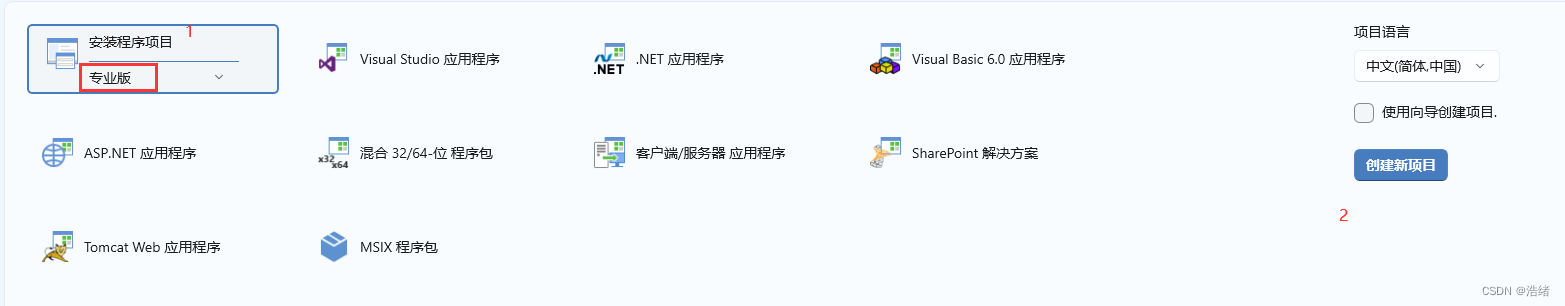 安装程序项目
1
专业版
Visual Studio 应用程序
.NET
.NET 应用程序
Visual Basic 6.0 应用程序
项目语言
中文(简体,中国)
使用向导创建项目.
ASP.NET 应用程序
x32
x64
混合 32/64-位 程序包
客户端/服务器 应用程序
SharePoint 解决方案
创建新项目
2
Tomcat Web 应用程序
MSIX 程序包
CSDN @浩绪